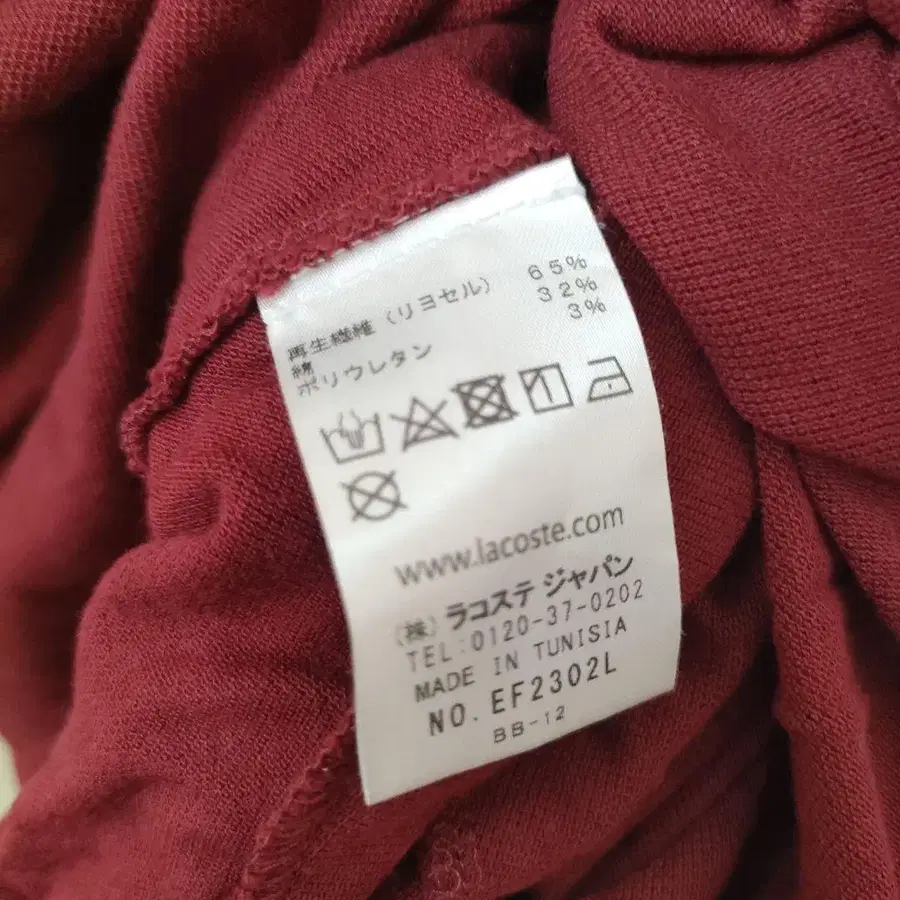 再生繊維（リヨセル） 65%
綿 32%
ポリウレタン 3%
www.lacoste.com
（株）ラコステ ジャパン
TEL:0120-37-0202
MADE IN TUNISIA
NO. EF2302L
BB-12